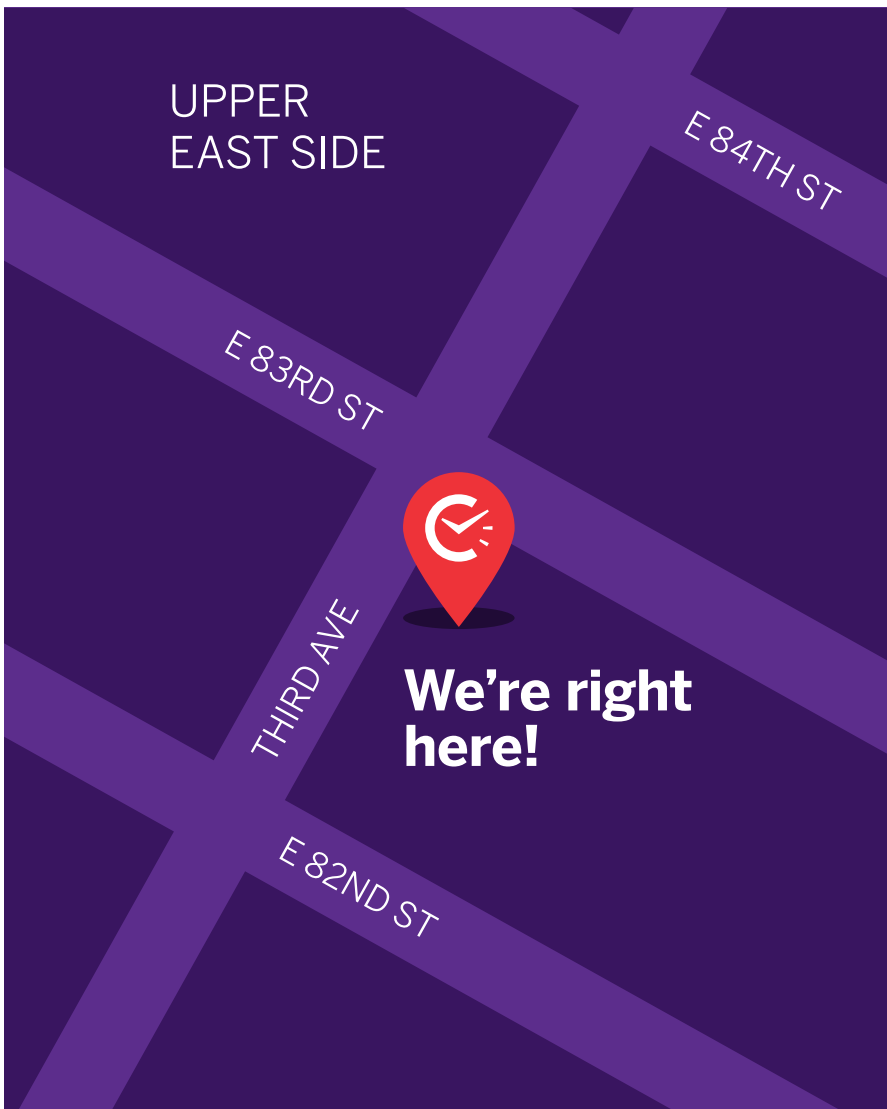 UPPER
EAST SIDE
E 84TH ST
E 83RD ST
THIRD AVE
We’re right
here!
E 82ND ST